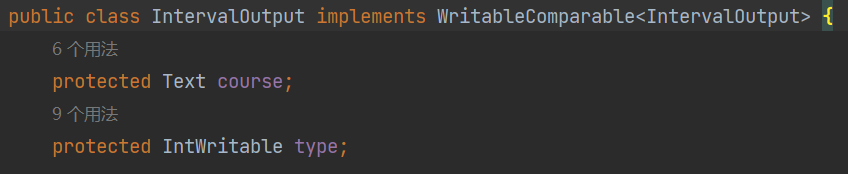 public class IntervalOutput implements WritableComparable<IntervalOutput> {
6 个用法
protected Text course;
9 个用法
protected IntWritable type;